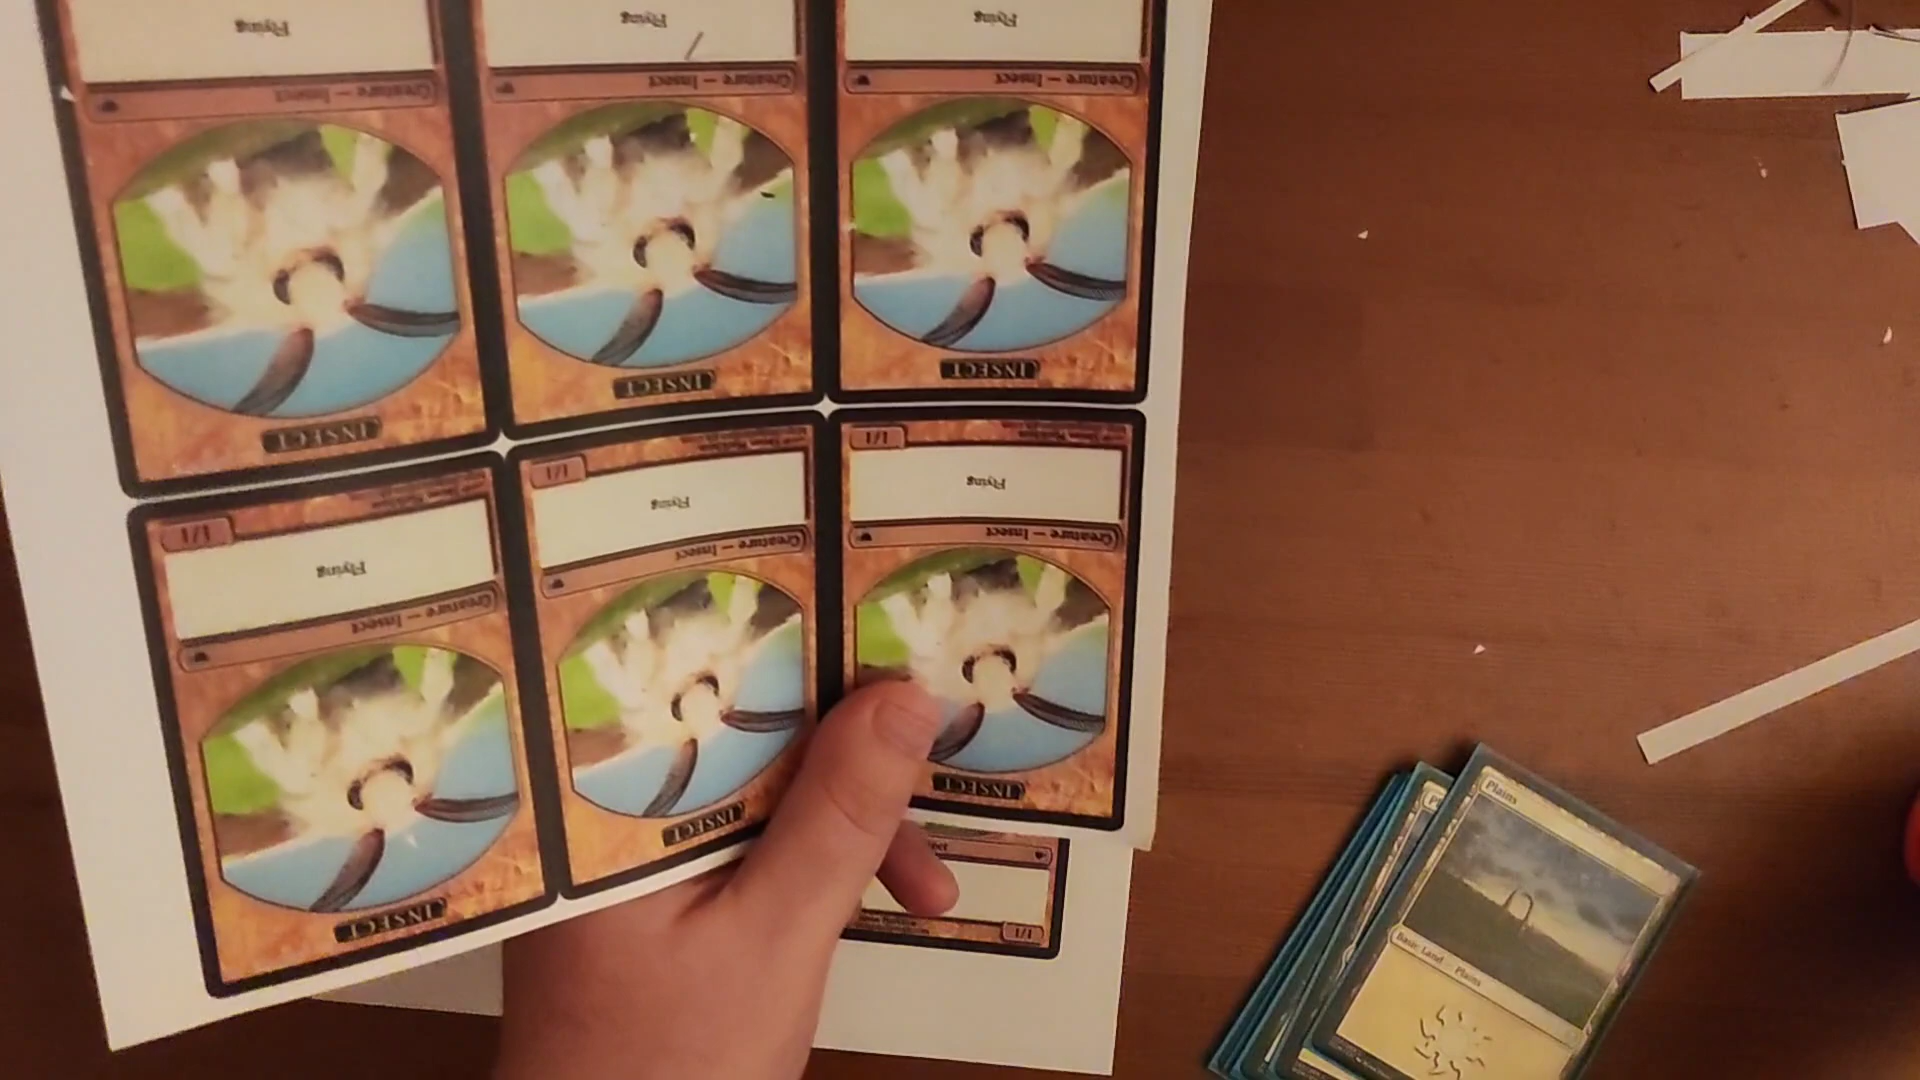 Flying
Flying
Flying
Creature — Insect
Creature — Insect
Creature — Insect
INSECT
INSECT
INSECT
1/1
1/1
1/1
Flying
Flying
Flying
Creature — Insect
Creature — Insect
Creature — Insect
INSECT
INSECT
INSECT
1/1
Plains
Basic Land — Plains